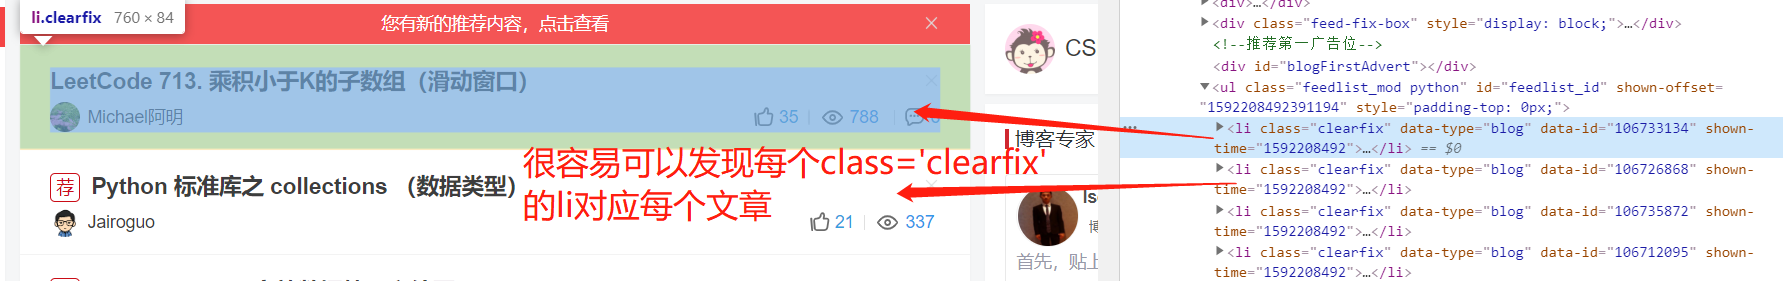 li.clearfix 760 × 84
您有新的推荐内容，点击查看
LeetCode 713. 乘积小于K的子数组（滑动窗口）
Michael阿明 35 788
荐 Python 标准库之 collections （数据类型）
Jairoguo 21 337
很容易可以发现每个class='clearfix'
的li对应每个文章
CS
博客专家
博
首先，贴上
<div>…</div>
<div class="feed-fix-box" style="display: block;">…</div>
<!--推荐第一广告位-->
<div id="blogFirstAdvert"></div>
<ul class="feedlist_mod python" id="feedlist_id" shown-offset=
"1592208492391194" style="padding-top: 0px;">
<li class="clearfix" data-type="blog" data-id="106733134" shown-
time="1592208492">…</li> == $0
<li class="clearfix" data-type="blog" data-id="106726868" shown-
time="1592208492">…</li>
<li class="clearfix" data-type="blog" data-id="106735872" shown-
time="1592208492">…</li>
<li class="clearfix" data-type="blog" data-id="106712095" shown-
time="1592208492">…</li>